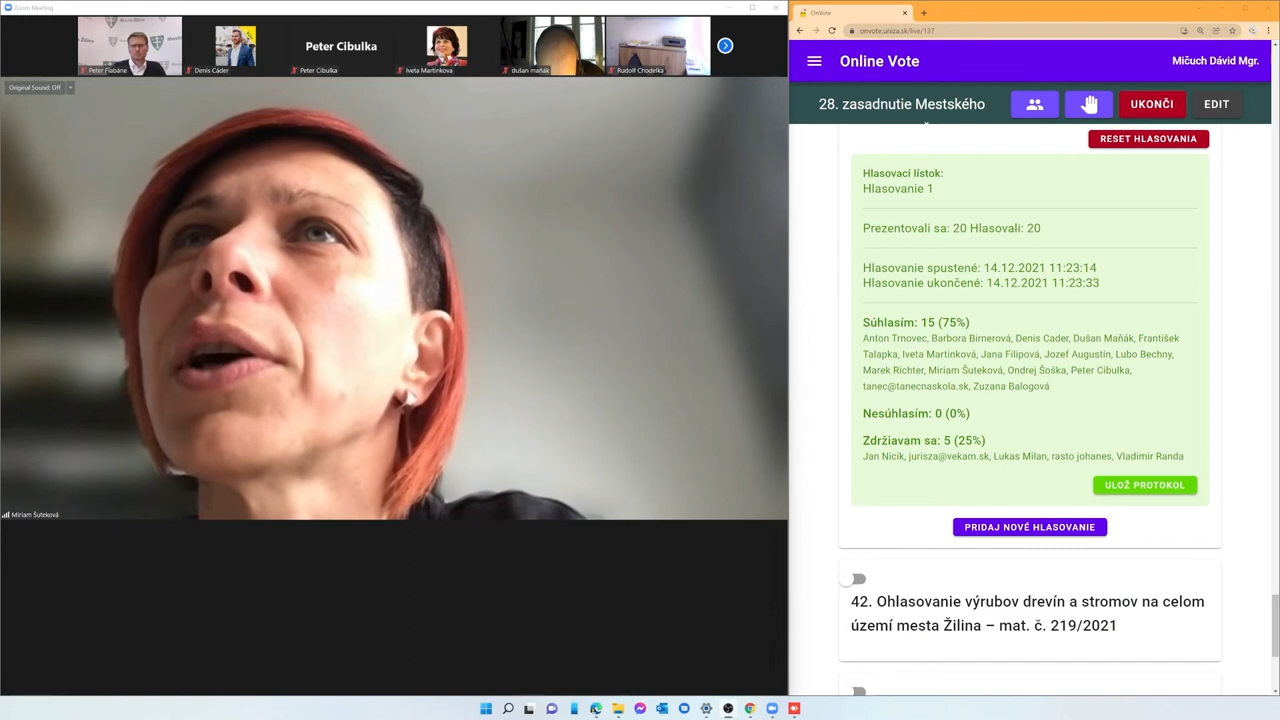 Zoom Meeting
Peter Cibulka
Peter Fiabáne
Denis Cáder
Peter Cibulka
Iveta Martinkova
dušan maňák
Rudolf Chodelka
Original Sound: Off
Miriam Šuteková
OnVote
onvote.uniza.sk/live/137
Online Vote
Mičuch Dávid Mgr.
28. zasadnutie Mestského
UKONČI
EDIT
RESET HLASOVANIA
Hlasovací lístok:
Hlasovanie 1
Prezentovali sa: 20 Hlasovali: 20
Hlasovanie spustené: 14.12.2021 11:23:14
Hlasovanie ukončené: 14.12.2021 11:23:33
Súhlasím: 15 (75%)
Anton Trnovec, Barbora Birnerová, Denis Cader, Dušan Maňák, František
Talapka, Iveta Martinková, Jana Filipová, Jozef Augustín, Lubo Bechny,
Marek Richter, Miriam Šuteková, Ondrej Šoška, Peter Cibulka,
tanec@tanecnaskola.sk, Zuzana Balogová
Nesúhlasím: 0 (0%)
Zdržiavam sa: 5 (25%)
Jan Nicik, jurisza@vekam.sk, Lukas Milan, rasto johanes, Vladimir Randa
ULOŽ PROTOKOL
PRIDAJ NOVÉ HLASOVANIE
42. Ohlasovanie výrubov drevín a stromov na celom
území mesta Žilina – mat. č. 219/2021